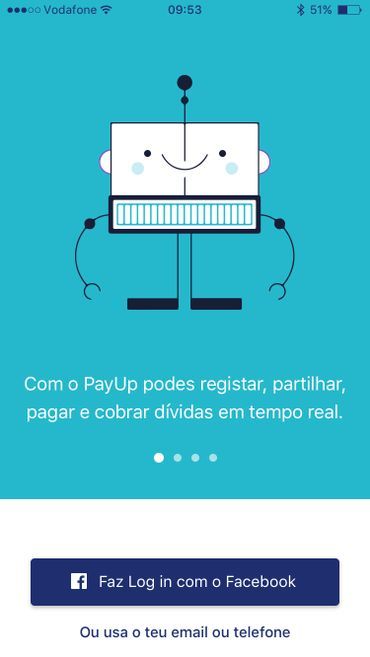 Vodafone 09:53 51%
Com o PayUp podes registar, partilhar,
pagar e cobrar dívidas em tempo real.
Faz Log in com o Facebook
Ou usa o teu email ou telefone